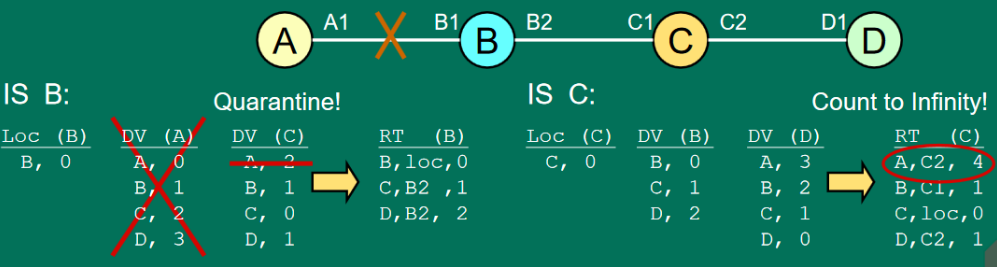 A A1 B1 B B2 C1 C C2 D1 D
IS B:
Quarantine!
IS C:
Count to Infinity!
Loc (B) DV (A) DV (C) RT (B) Loc (C) DV (B) DV (D) RT (C)
B, 0 A, 0 A, 2 B,loc,0 C, 0 B, 0 A, 3 A,C2, 4
B, 1 B, 1 C,B2 ,1 C, 1 B, 2 B,C1, 1
C, 2 C, 0 D,B2, 2 D, 2 C, 1 C,loc,0
D, 3 D, 1 D, 0 D,C2, 1